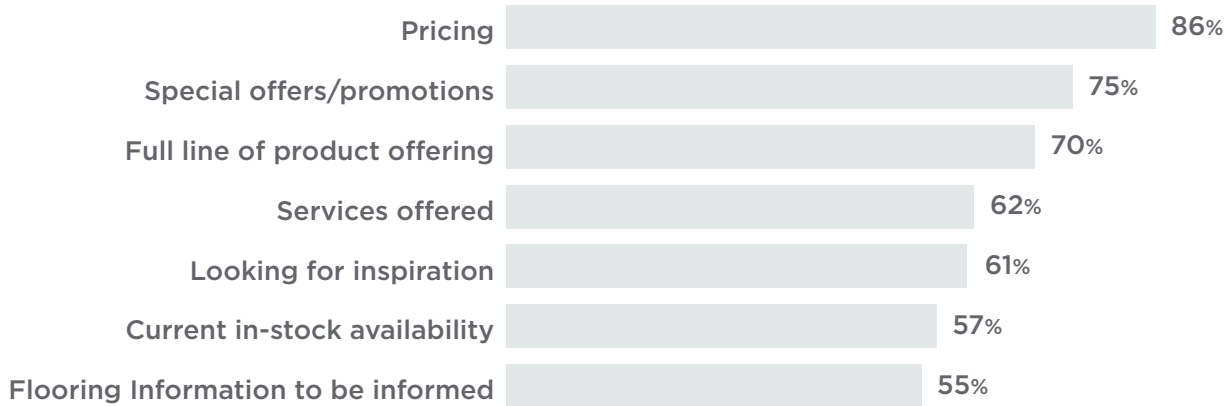 Pricing 86%
Special offers/promotions 75%
Full line of product offering 70%
Services offered 62%
Looking for inspiration 61%
Current in-stock availability 57%
Flooring Information to be informed 55%